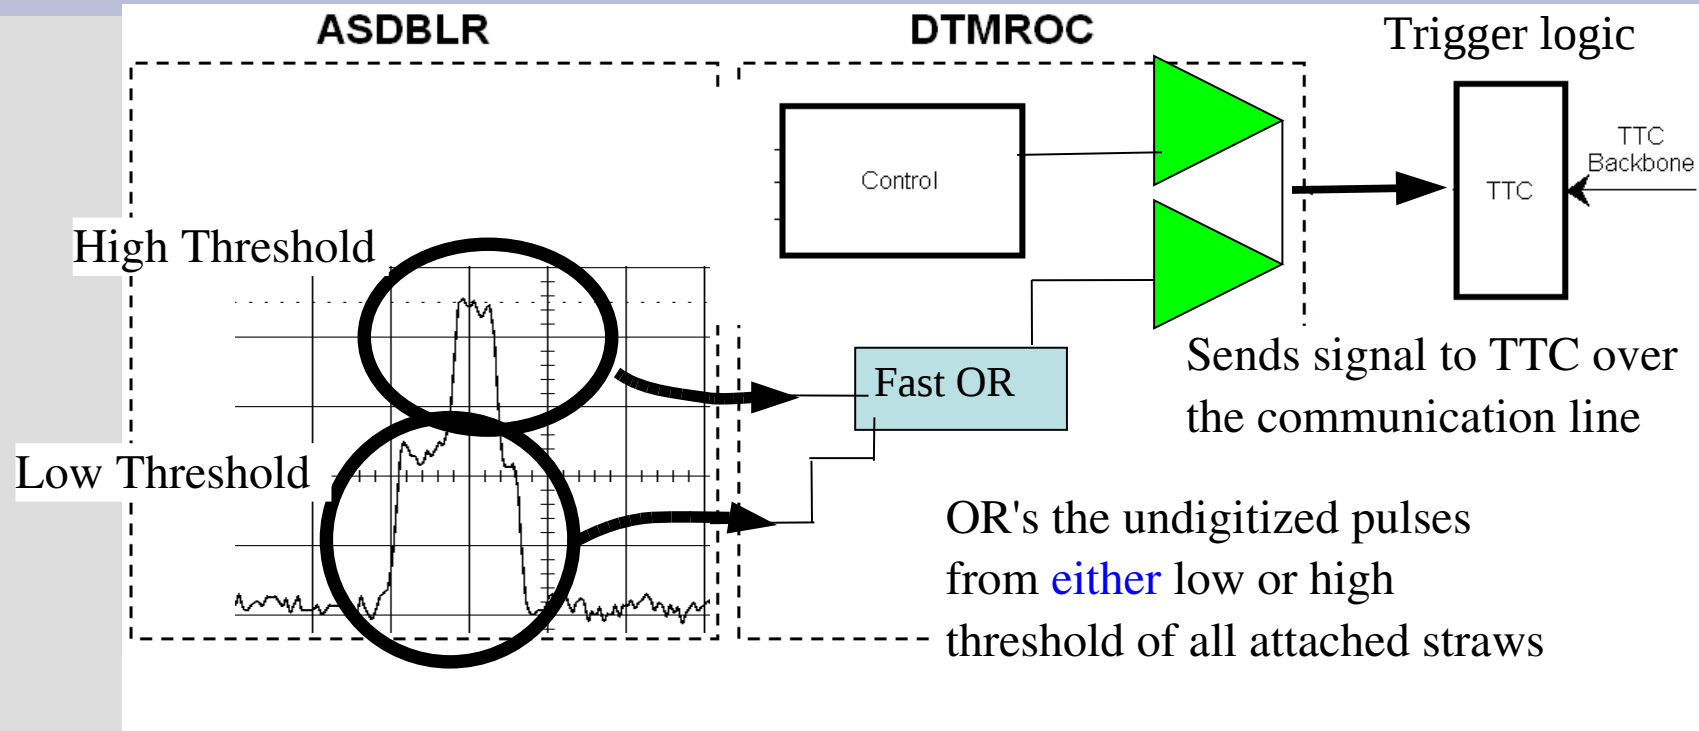 ASDBLR
DTMROC
Trigger logic
Control
TTC
TTC
Backbone
High Threshold
Low Threshold
Fast OR
Sends signal to TTC over
the communication line
OR's the undigitized pulses
from either low or high
threshold of all attached straws